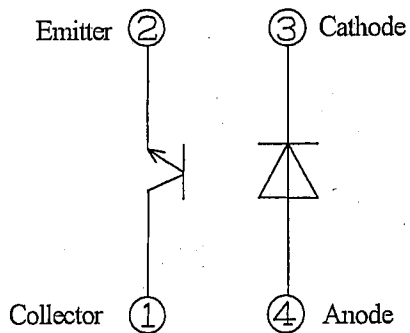 Emitter ② ③ Cathode
Collector ① ④ Anode